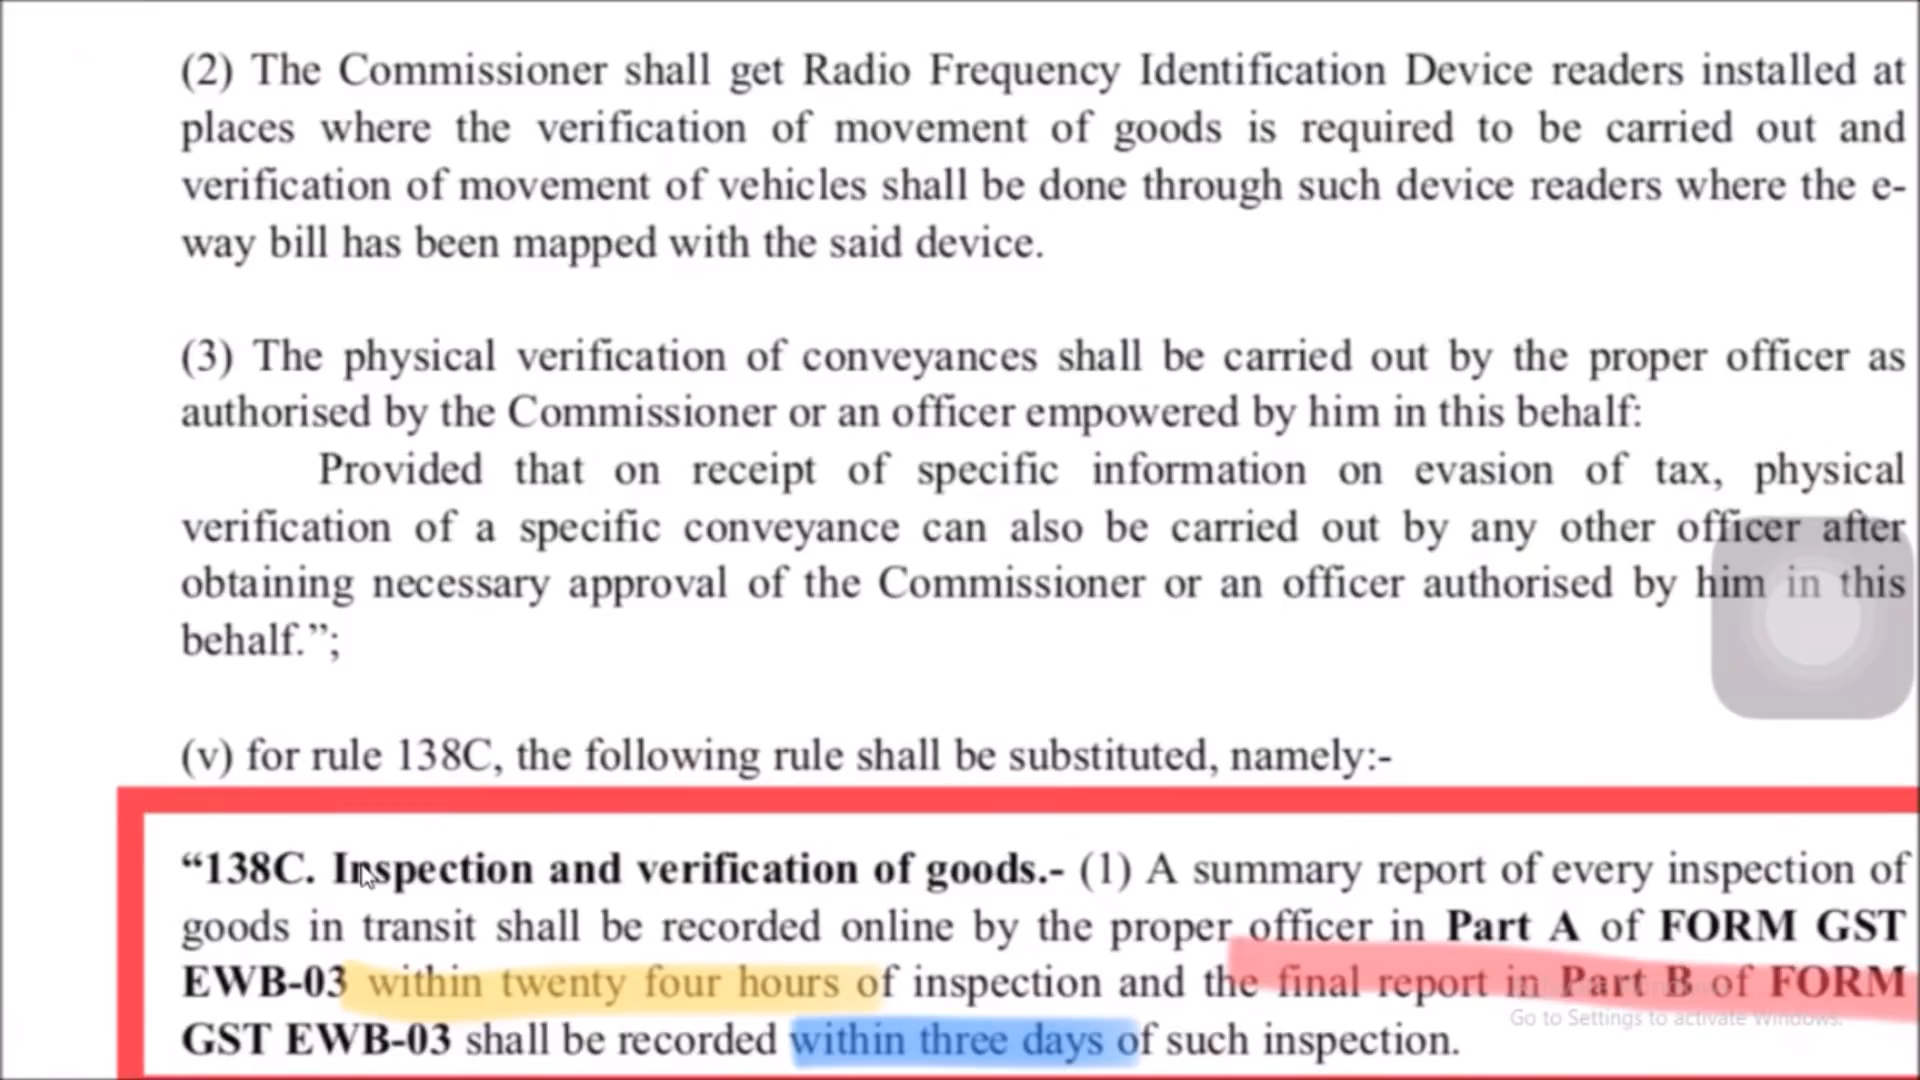 (2) The Commissioner shall get Radio Frequency Identification Device readers installed at
places where the verification of movement of goods is required to be carried out and
verification of movement of vehicles shall be done through such device readers where the e-
way bill has been mapped with the said device.
(3) The physical verification of conveyances shall be carried out by the proper officer as
authorised by the Commissioner or an officer empowered by him in this behalf:
Provided that on receipt of specific information on evasion of tax, physical
verification of a specific conveyance can also be carried out by any other officer after
obtaining necessary approval of the Commissioner or an officer authorised by him in this
behalf.”;
(v) for rule 138C, the following rule shall be substituted, namely:-
“138C. Inspection and verification of goods.- (1) A summary report of every inspection of
goods in transit shall be recorded online by the proper officer in Part A of FORM GST
EWB-03 within twenty four hours of inspection and the final report in Part B of FORM
GST EWB-03 shall be recorded within three days of such inspection.
Go to Settings to activate Windows.